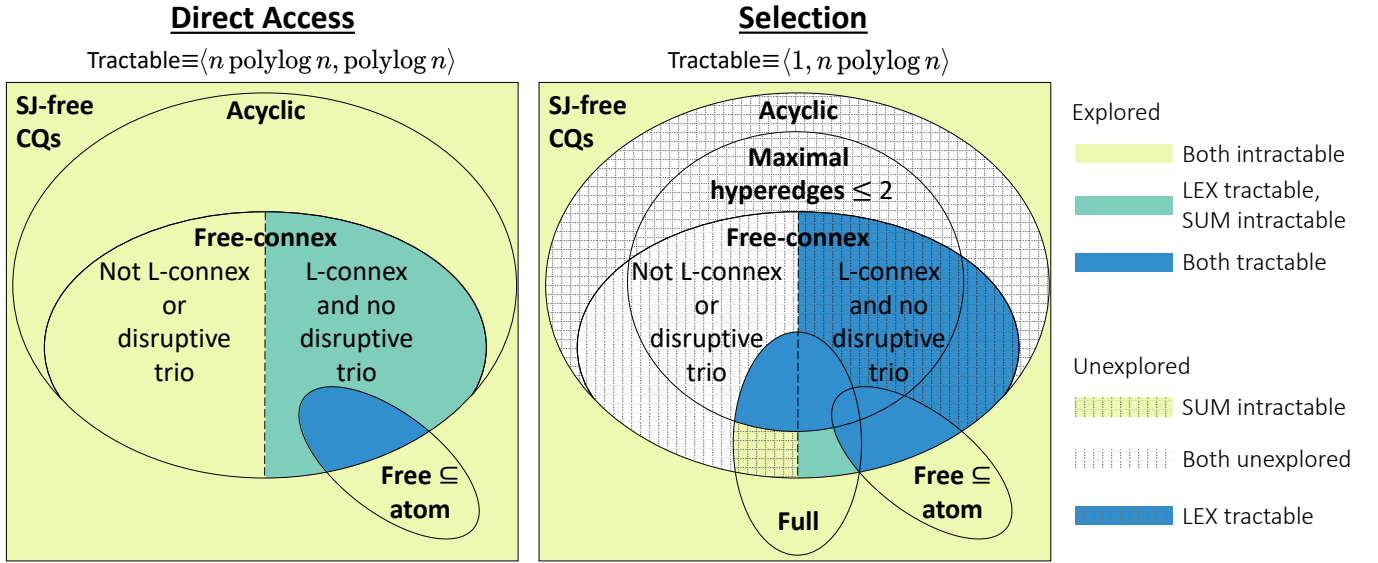 Direct Access
Tractable≡⟨n polylog n, polylog n⟩
SJ-free
CQs
Acyclic
Free-connex
Not L-connex
or
disruptive
trio
L-connex
and no
disruptive
trio
Free ⊆
atom
Selection
Tractable≡⟨1, n polylog n⟩
SJ-free
CQs
Acyclic
Maximal
hyperedges ≤ 2
Free-connex
Not L-connex
or
disruptive
trio
L-connex
and no
disruptive
trio
Full
Free ⊆
atom
Explored
Both intractable
LEX tractable,
SUM intractable
Both tractable
Unexplored
SUM intractable
Both unexplored
LEX tractable